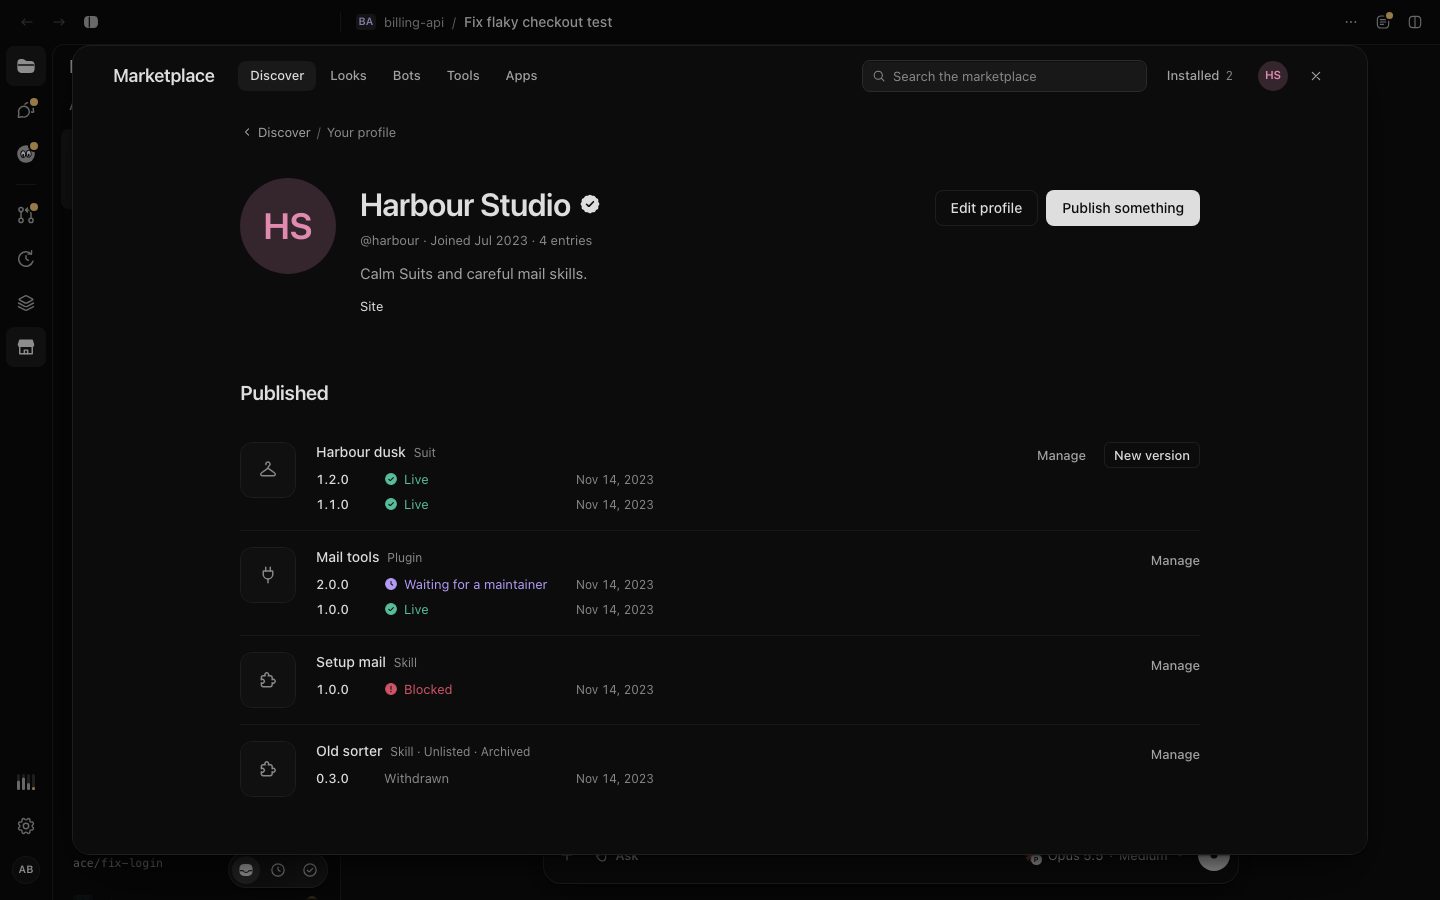 BA billing-api / Fix flaky checkout test
Marketplace Discover Looks Bots Tools Apps Search the marketplace Installed 2 HS
Discover / Your profile
HS
Harbour Studio
Edit profile Publish something
@harbour · Joined Jul 2023 · 4 entries
Calm Suits and careful mail skills.
Site
Published
Harbour dusk Suit Manage New version
1.2.0 Live Nov 14, 2023
1.1.0 Live Nov 14, 2023
Mail tools Plugin Manage
2.0.0 Waiting for a maintainer Nov 14, 2023
1.0.0 Live Nov 14, 2023
Setup mail Skill Manage
1.0.0 Blocked Nov 14, 2023
Old sorter Skill · Unlisted · Archived Manage
0.3.0 Withdrawn Nov 14, 2023
ace/fix-login
Ask Opus 5.5 · Medium
AB